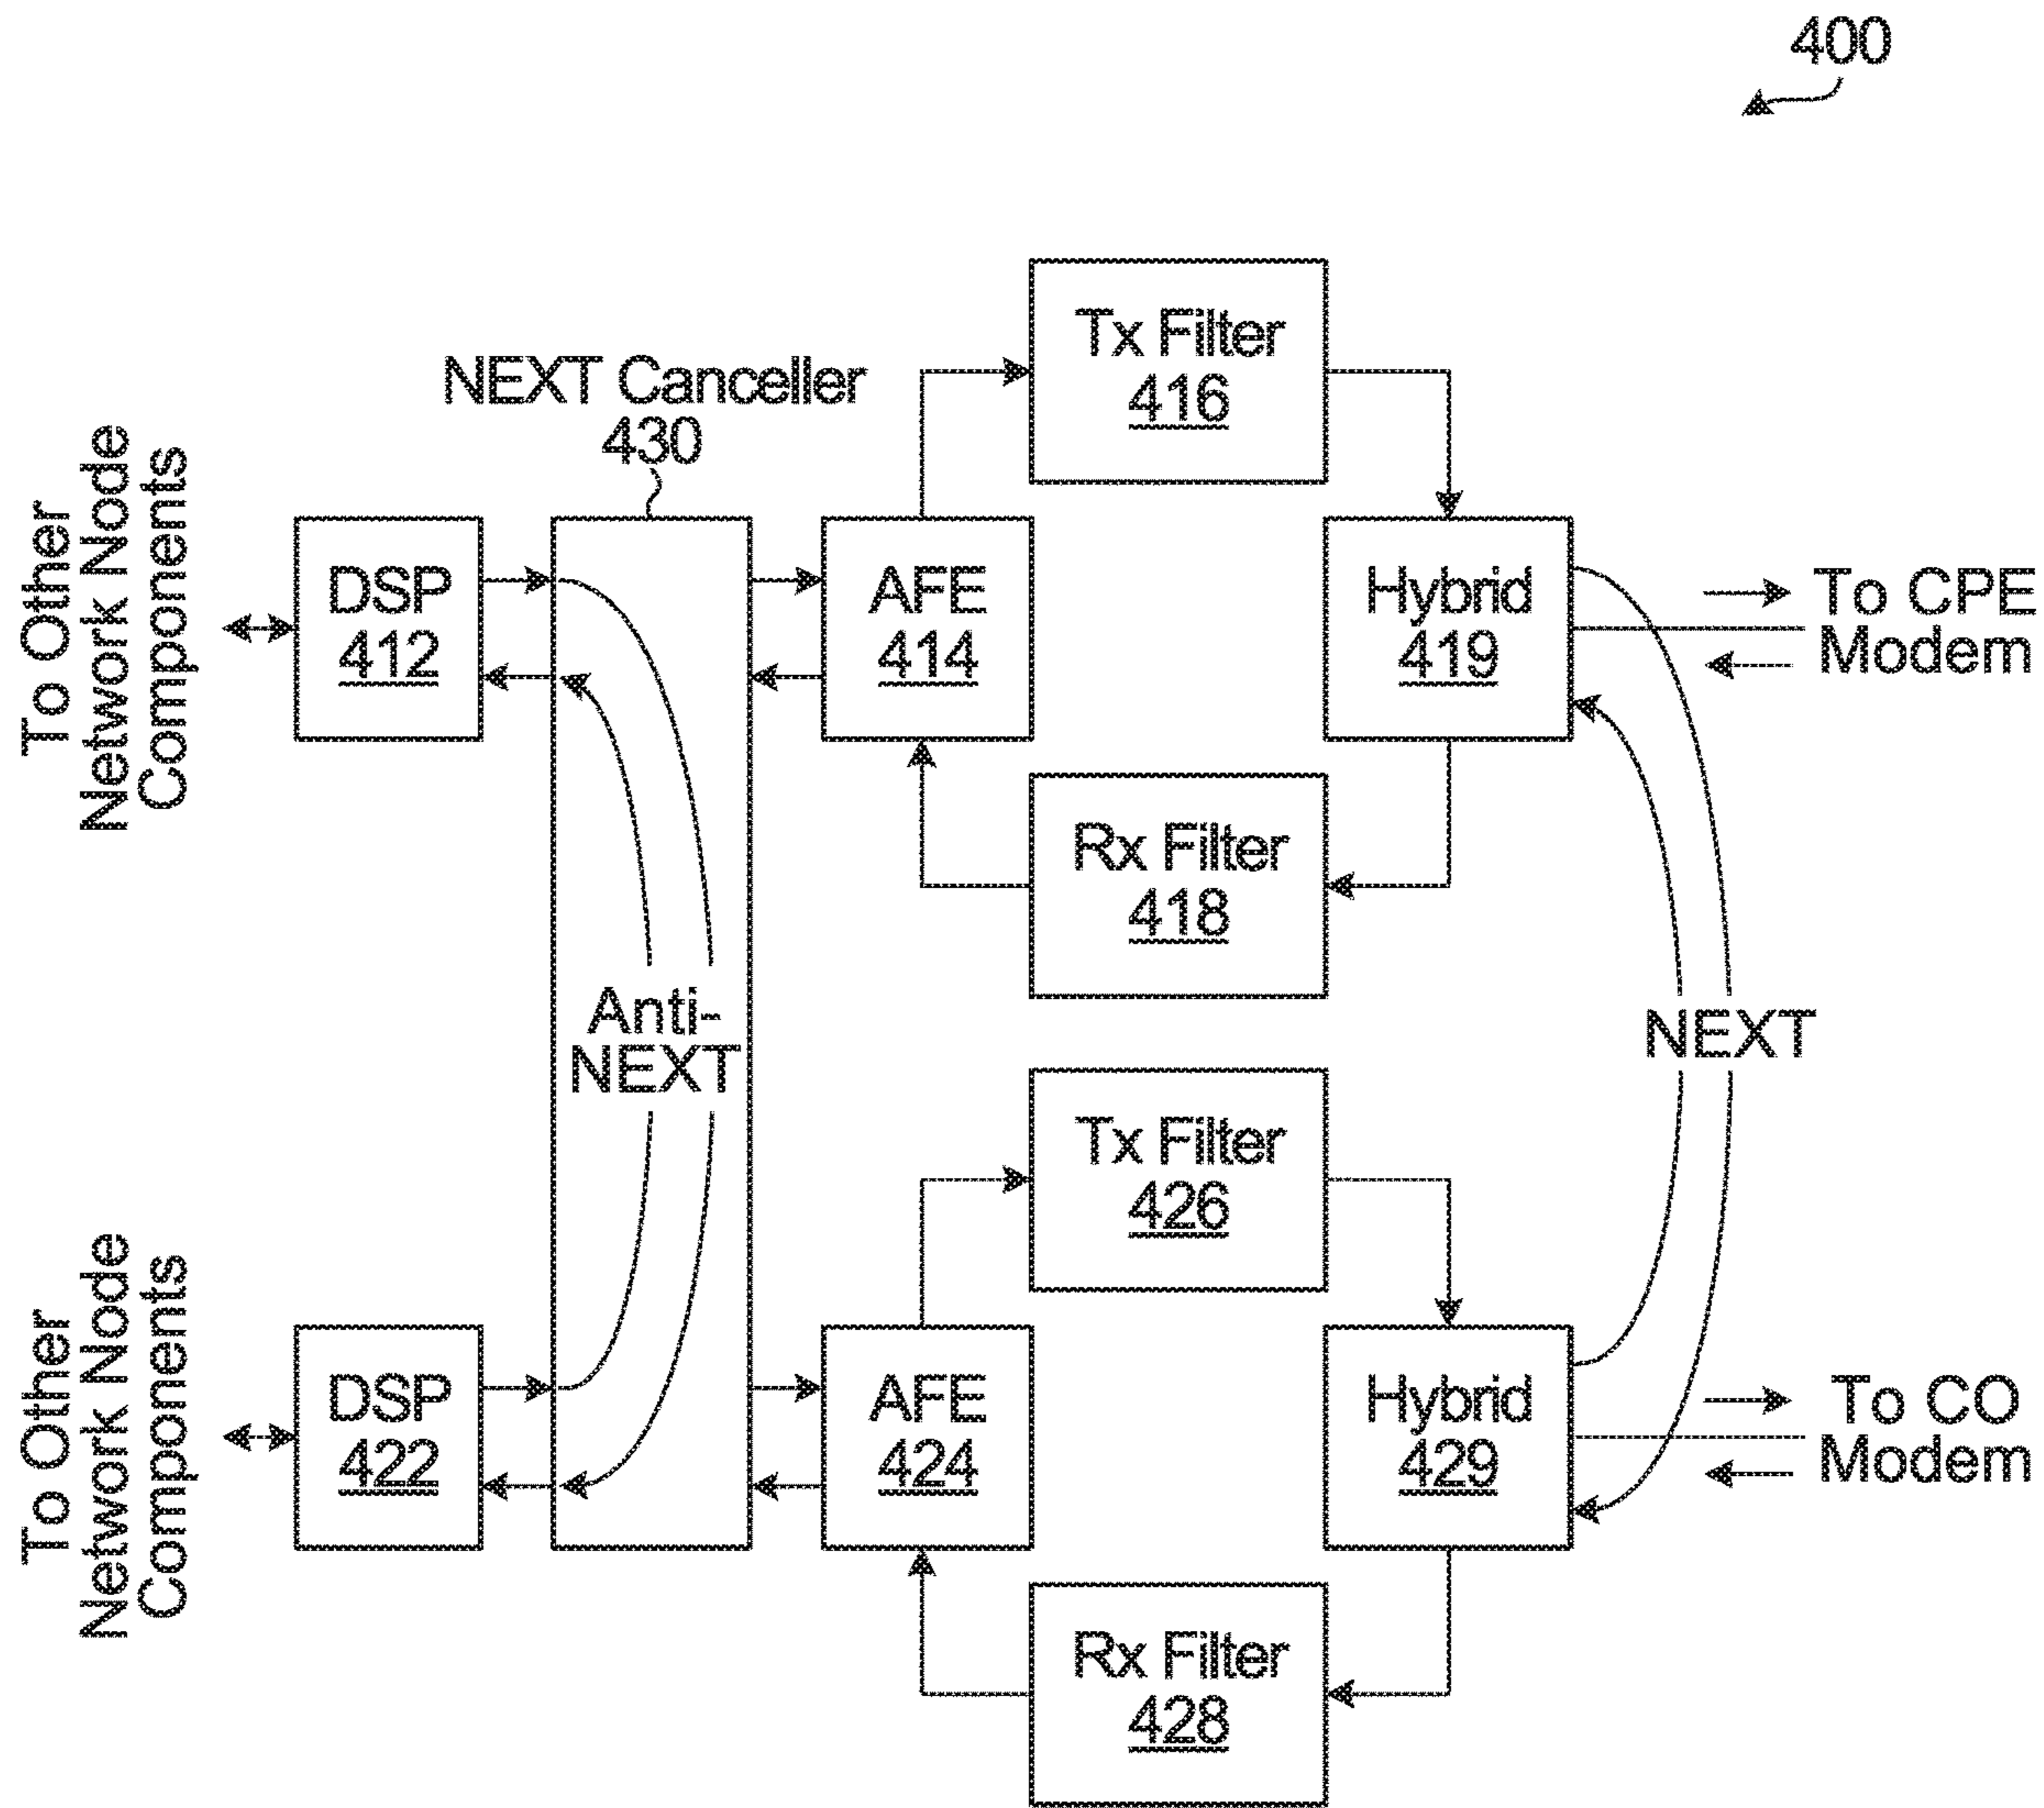 400
Tx Filter
416
NEXT Canceller
430
To Other
Network Node
Components
DSP
412
AFE
414
Hybrid
419
To CPE
Modem
Rx Filter
418
Anti-
NEXT
NEXT
Tx Filter
426
To Other
Network Node
Components
DSP
422
AFE
424
Hybrid
429
To CO
Modem
Rx Filter
428